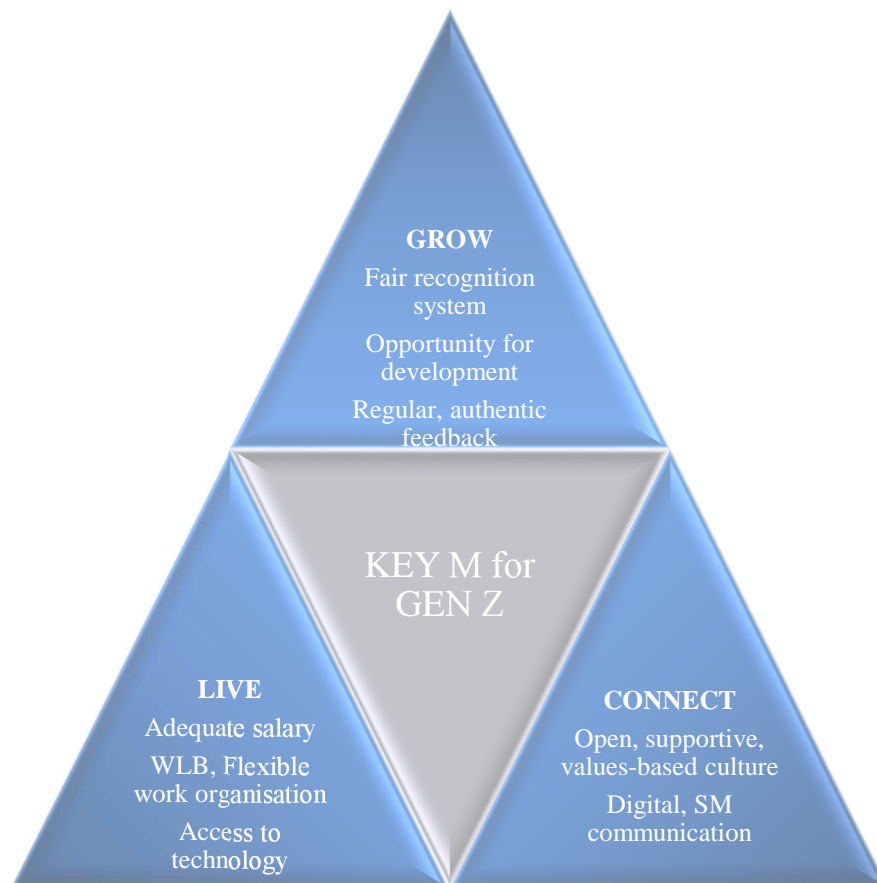 GROW
Fair recognition
system
Opportunity for
development
Regular, authentic
feedback
KEY M for
GEN Z
LIVE
Adequate salary
WLB, Flexible
work organisation
Access to
technology
CONNECT
Open, supportive,
values-based culture
Digital, SM
communication